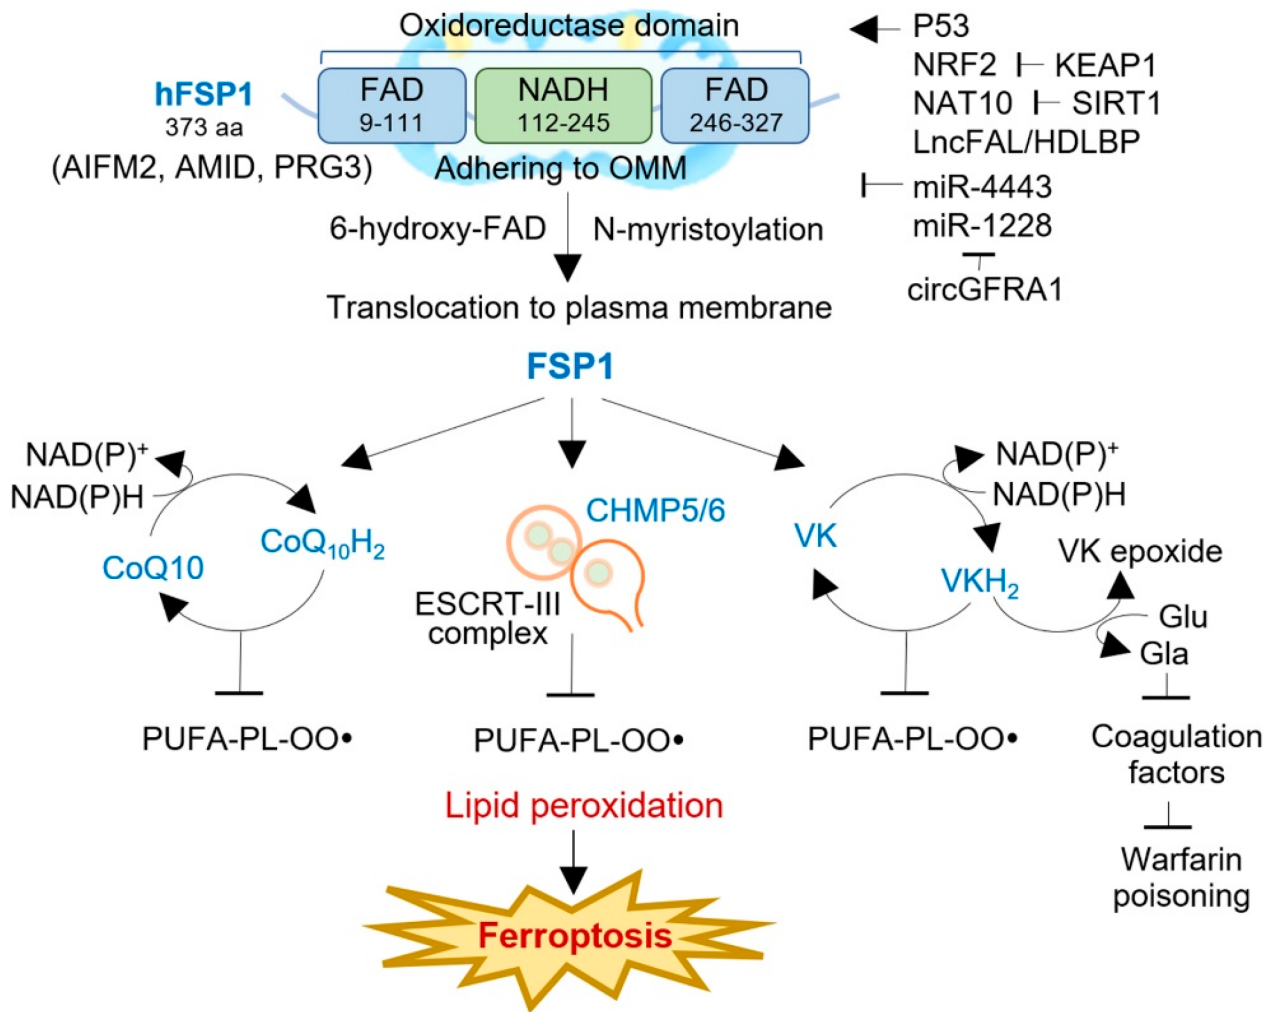 Oxidoreductase domain
hFSP1
373 aa
(AIFM2, AMID, PRG3)
FAD
9-111
NADH
112-245
FAD
246-327
Adhering to OMM
P53
NRF2 KEAP1
NAT10 SIRT1
LncFAL/HDLBP
miR-4443
miR-1228
circGFRA1
6-hydroxy-FAD N-myristoylation
Translocation to plasma membrane
FSP1
NAD(P)⁺
NAD(P)H
CoQ10
CoQ₁₀H₂
CHMP5/6
ESCRT-III
complex
VK
NAD(P)⁺
NAD(P)H
VKH₂
VK epoxide
Glu
Gla
PUFA-PL-OO•
PUFA-PL-OO•
PUFA-PL-OO•
Coagulation
factors
Warfarin
poisoning
Lipid peroxidation
Ferroptosis